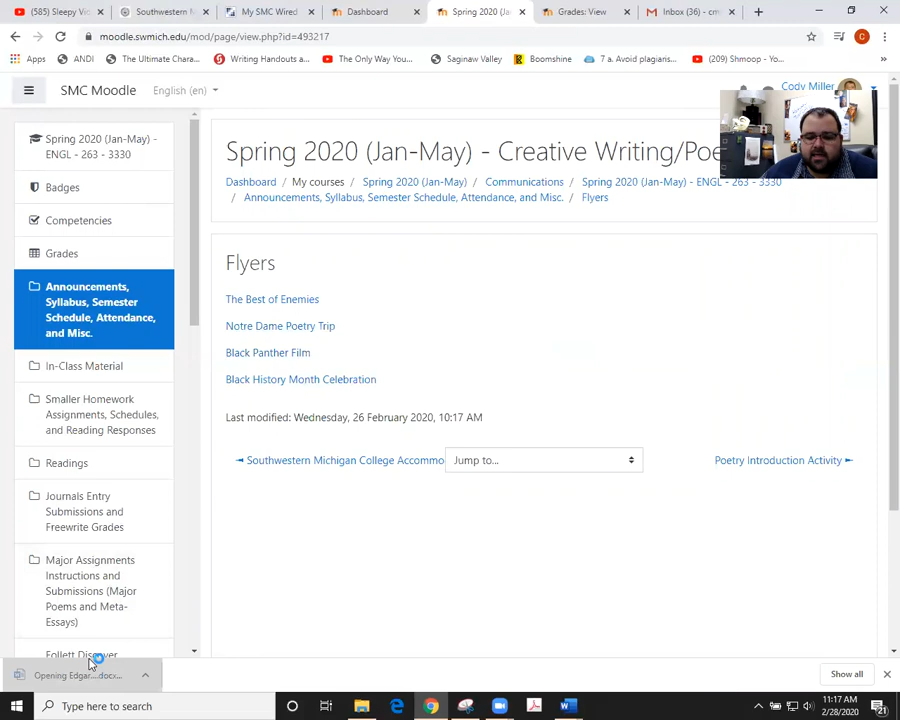 (585) Sleepy Vi
Southwestern M
My SMC Wired
Dashboard
Spring 2020 (Ja
Grades: View
Inbox (36) - cm
moodle.swmich.edu/mod/page/view.php?id=493217
Apps
ANDI
The Ultimate Chara...
Writing Handouts a...
The Only Way You...
Saginaw Valley
Boomshine
7 a. Avoid plagiaris...
(209) Shmoop - Yo...
SMC Moodle
English (en)
Cody Miller
Spring 2020 (Jan-May) -
ENGL - 263 - 3330
Badges
Competencies
Grades
Announcements,
Syllabus, Semester
Schedule, Attendance,
and Misc.
In-Class Material
Smaller Homework
Assignments, Schedules,
and Reading Responses
Readings
Journals Entry
Submissions and
Freewrite Grades
Major Assignments
Instructions and
Submissions (Major
Poems and Meta-
Essays)
Follett Discover
Spring 2020 (Jan-May) - Creative Writing/Poe
Dashboard / My courses / Spring 2020 (Jan-May) / Communications / Spring 2020 (Jan-May) - ENGL - 263 - 3330
/ Announcements, Syllabus, Semester Schedule, Attendance, and Misc. / Flyers
Flyers
The Best of Enemies
Notre Dame Poetry Trip
Black Panther Film
Black History Month Celebration
Last modified: Wednesday, 26 February 2020, 10:17 AM
◄ Southwestern Michigan College Accommo
Jump to...
Poetry Introduction Activity ►
Opening Edgar....docx...
Show all
Type here to search
11:17 AM
2/28/2020
21